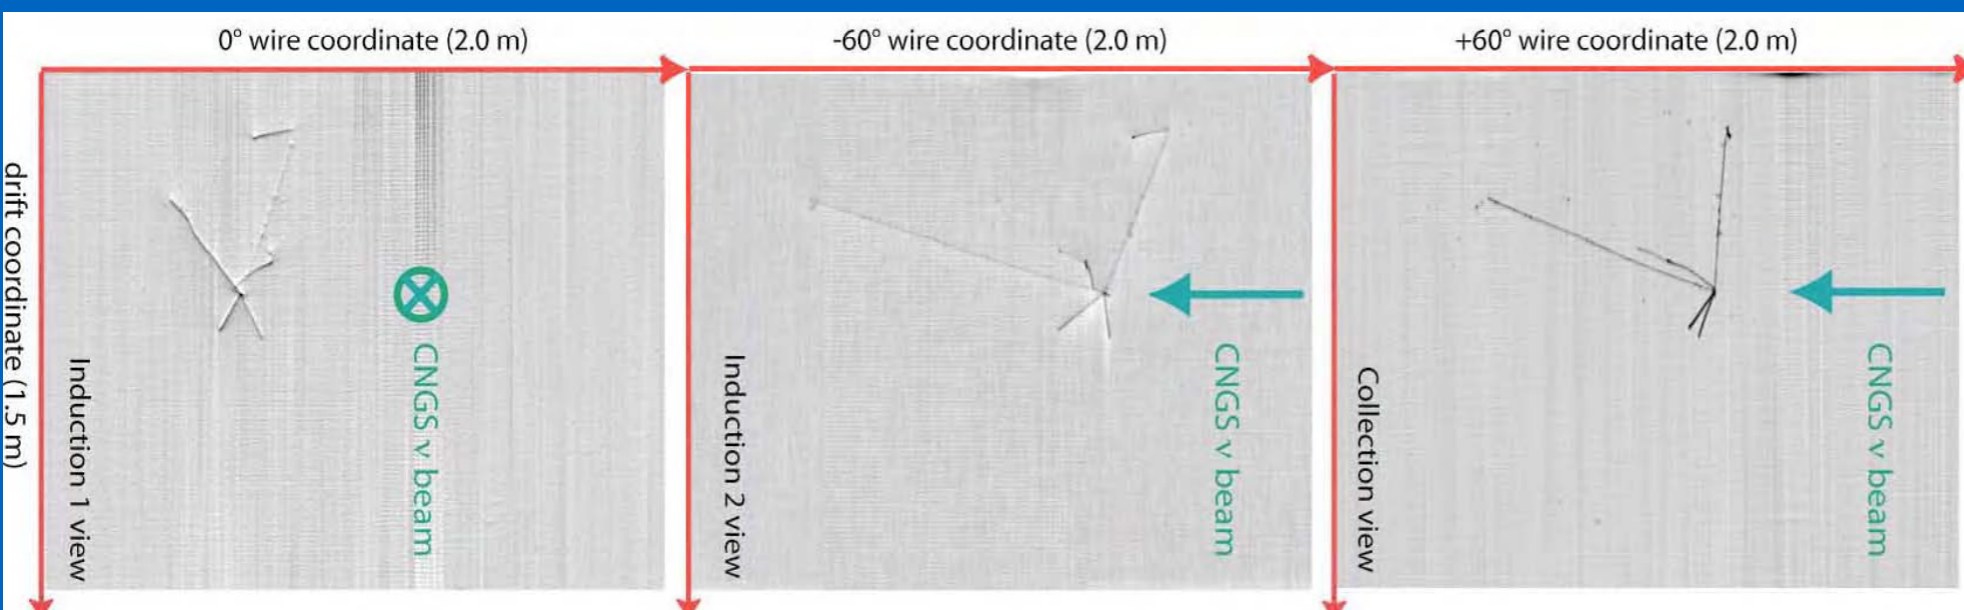 0° wire coordinate (2.0 m)
-60° wire coordinate (2.0 m)
+60° wire coordinate (2.0 m)
drift coordinate (1.5 m)
Induction 1 view
CNGS ν beam
Induction 2 view
CNGS ν beam
Collection view
CNGS ν beam